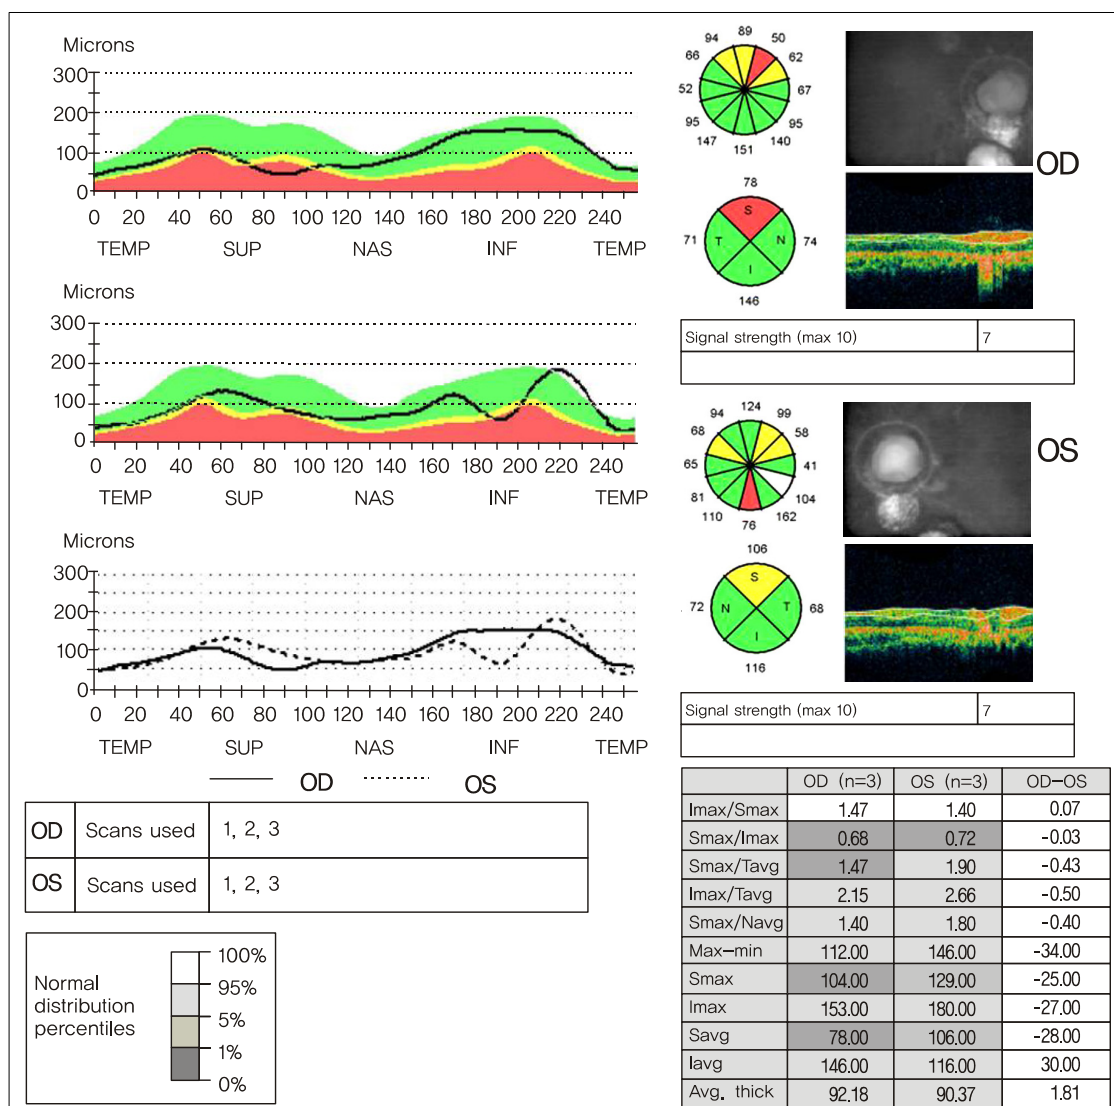 Microns
300
200
100
0
0 20 40 60 80 100 120 140 160 180 200 220 240
TEMP SUP NAS INF TEMP
Microns
300
200
100
0
0 20 40 60 80 100 120 140 160 180 200 220 240
TEMP SUP NAS INF TEMP
Microns
300
200
100
0
0 20 40 60 80 100 120 140 160 180 200 220 240
TEMP SUP NAS INF TEMP
OD OS
OD Scans used 1, 2, 3
OS Scans used 1, 2, 3
Normal
distribution
percentiles
100%
95%
5%
1%
0%
89
94 50
66 62
52 67
95 95
147 140
151
78
S
71 T N 74
I
146
OD
Signal strength (max 10) 7
124
94 99
68 58
65 41
81 104
110 162
76
106
S
72 N T 68
I
116
OS
Signal strength (max 10) 7
OD (n=3) OS (n=3) OD-OS
Imax/Smax 1.47 1.40 0.07
Smax/Imax 0.68 0.72 -0.03
Smax/Tavg 1.47 1.90 -0.43
Imax/Tavg 2.15 2.66 -0.50
Smax/Navg 1.40 1.80 -0.40
Max-min 112.00 146.00 -34.00
Smax 104.00 129.00 -25.00
Imax 153.00 180.00 -27.00
Savg 78.00 106.00 -28.00
Iavg 146.00 116.00 30.00
Avg. thick 92.18 90.37 1.81